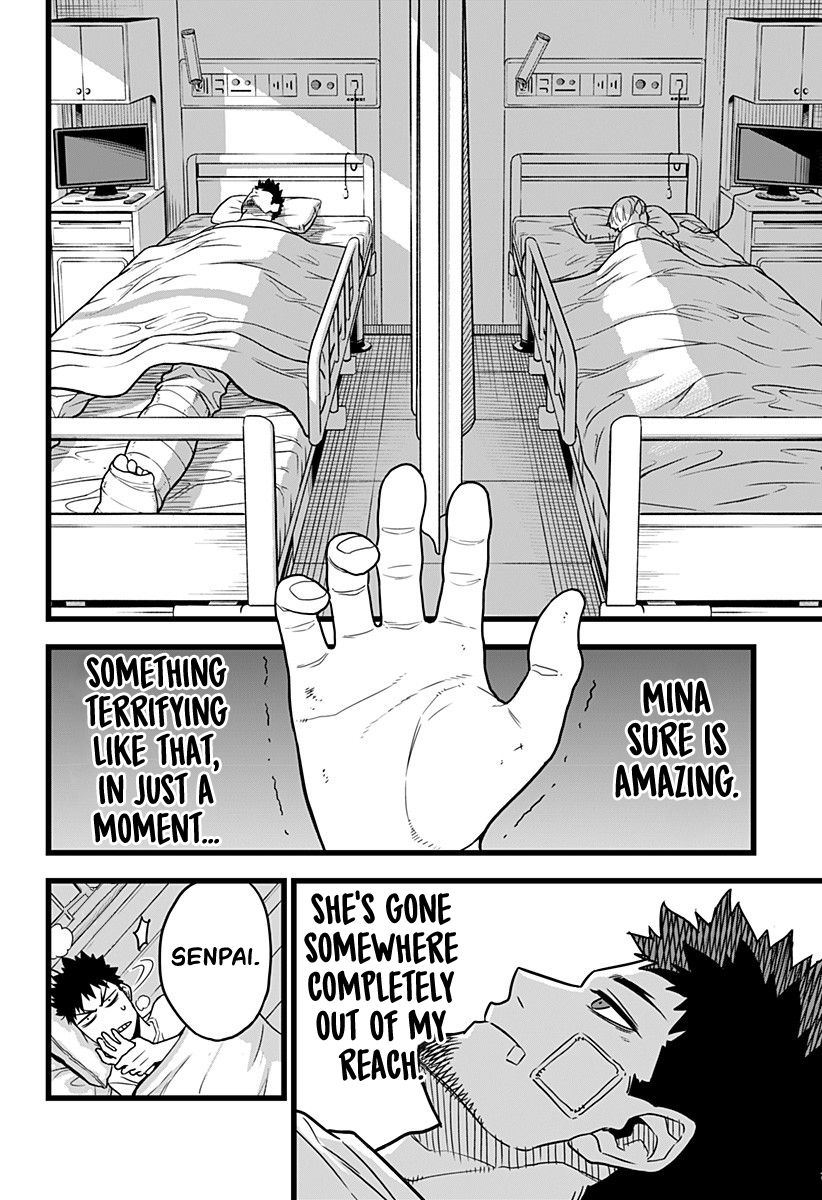 MINA
SURE IS
AMAZING.
SOMETHING
TERRIFYING
LIKE THAT,
IN JUST A
MOMENT...
SHE'S GONE
SOMEWHERE
COMPLETELY
OUT OF MY
REACH.
SENPAI.